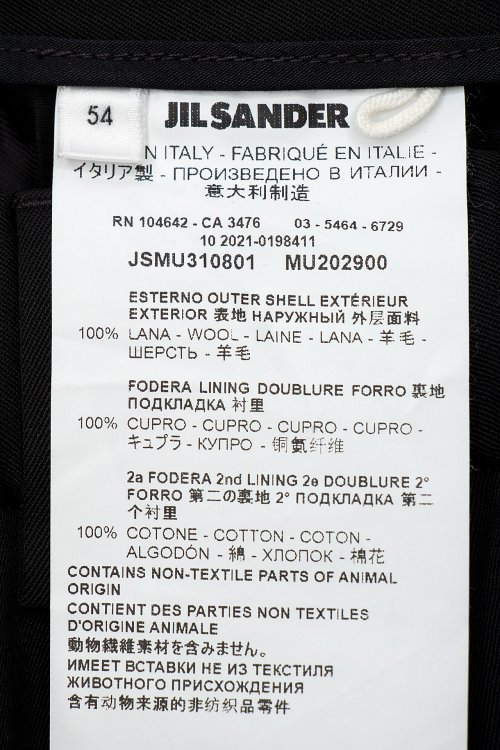 54
JIL SANDER
N ITALY - FABRIQUÉ EN ITALIE -
イタリア製 - ПРОИЗВЕДЕНО В ИТАЛИИ -
意大利制造
RN 104642 - CA 3476 03 - 5464 - 6729
10 2021-0198411
JSMU310801 MU202900
ESTERNO OUTER SHELL EXTÉRIEUR
EXTERIOR 表地 НАРУЖНЫЙ 外层面料
100% LANA - WOOL - LAINE - LANA - 羊毛 -
ШЕРСТЬ - 羊毛
FODERA LINING DOUBLURE FORRO 裏地
ПОДКЛАДКА 衬里
100% CUPRO - CUPRO - CUPRO - CUPRO -
キュプラ - КУПРО - 铜氨纤维
2a FODERA 2nd LINING 2e DOUBLURE 2°
FORRO 第二の裏地 2° ПОДКЛАДКА 第二
个衬里
100% COTONE - COTTON - COTON -
ALGODÓN - 綿 - ХЛОПОК - 棉花
CONTAINS NON-TEXTILE PARTS OF ANIMAL
ORIGIN
CONTIENT DES PARTIES NON TEXTILES
D'ORIGINE ANIMALE
動物繊維素材を含みません。
ИМЕЕТ ВСТАВКИ НЕ ИЗ ТЕКСТИЛЯ
ЖИВОТНОГО ПРИСХОЖДЕНИЯ
含有动物来源的非纺织品零件